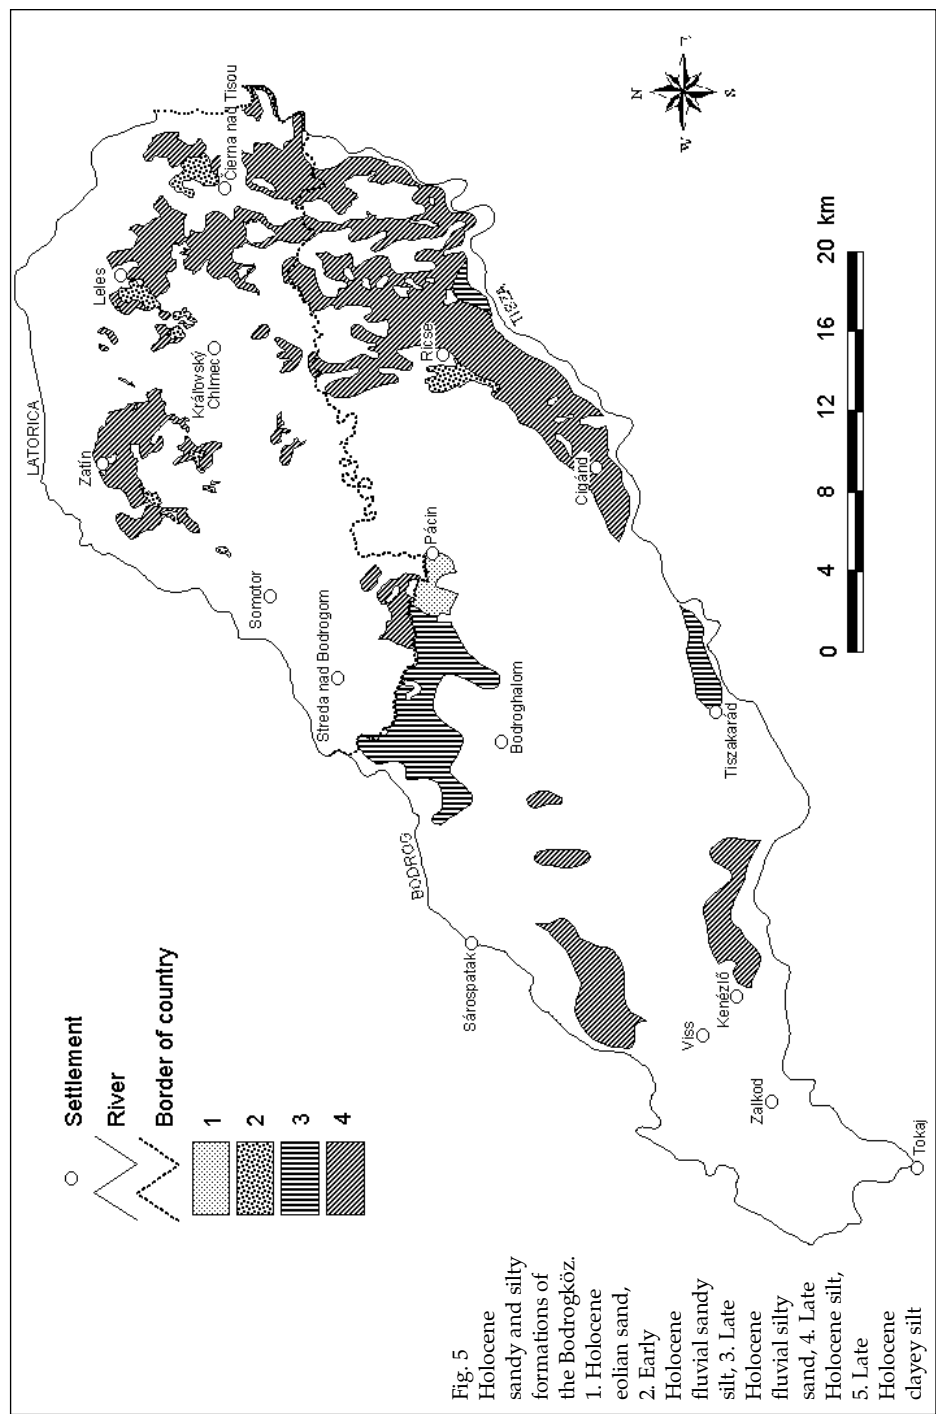 LATORICA
Čierna nad Tisou
Leles
Kráľovský
Chlmec
Zatín
Ricse
TISZA
Cigánd
Pácin
Somotor
Streda nad Bodrogom
Bodroghalom
Tiszakarád
BODROG
Sárospatak
Kenézlő
Viss
Zalkod
Tokaj
N
S
W
0 4 8 12 16 20 km
Settlement
River
Border of country
1
2
3
4
Fig. 5
Holocene
sandy and silty
formations of
the Bodrogköz.
1. Holocene
eolian sand,
2. Early
Holocene
fluvial sandy
silt, 3. Late
Holocene
fluvial silty
sand, 4. Late
Holocene silt,
5. Late
Holocene
clayey silt